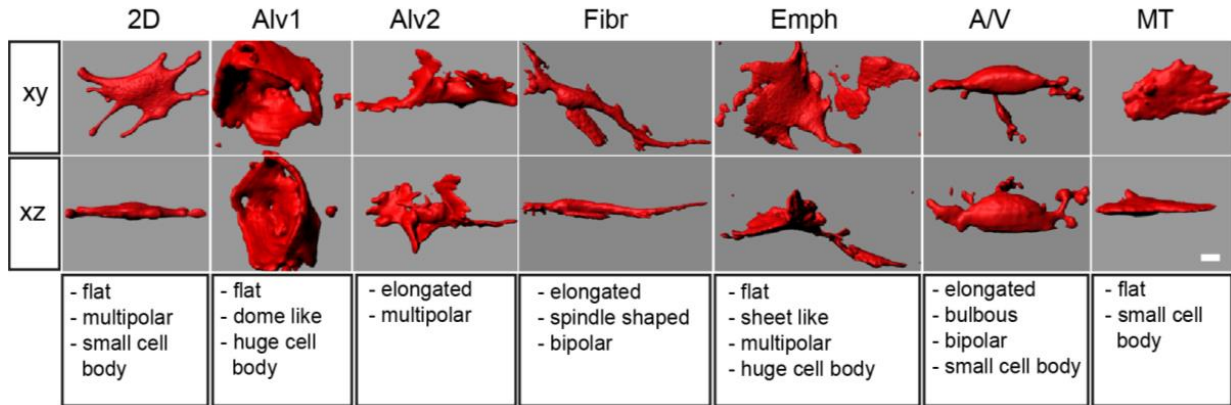 2D Alv1 Alv2 Fibr Emph A/V MT
xy
xz
- flat
- multipolar
- small cell
body
- flat
- dome like
- huge cell
body
- elongated
- multipolar
- elongated
- spindle shaped
- bipolar
- flat
- sheet like
- multipolar
- huge cell body
- elongated
- bulbous
- bipolar
- small cell body
- flat
- small cell
body